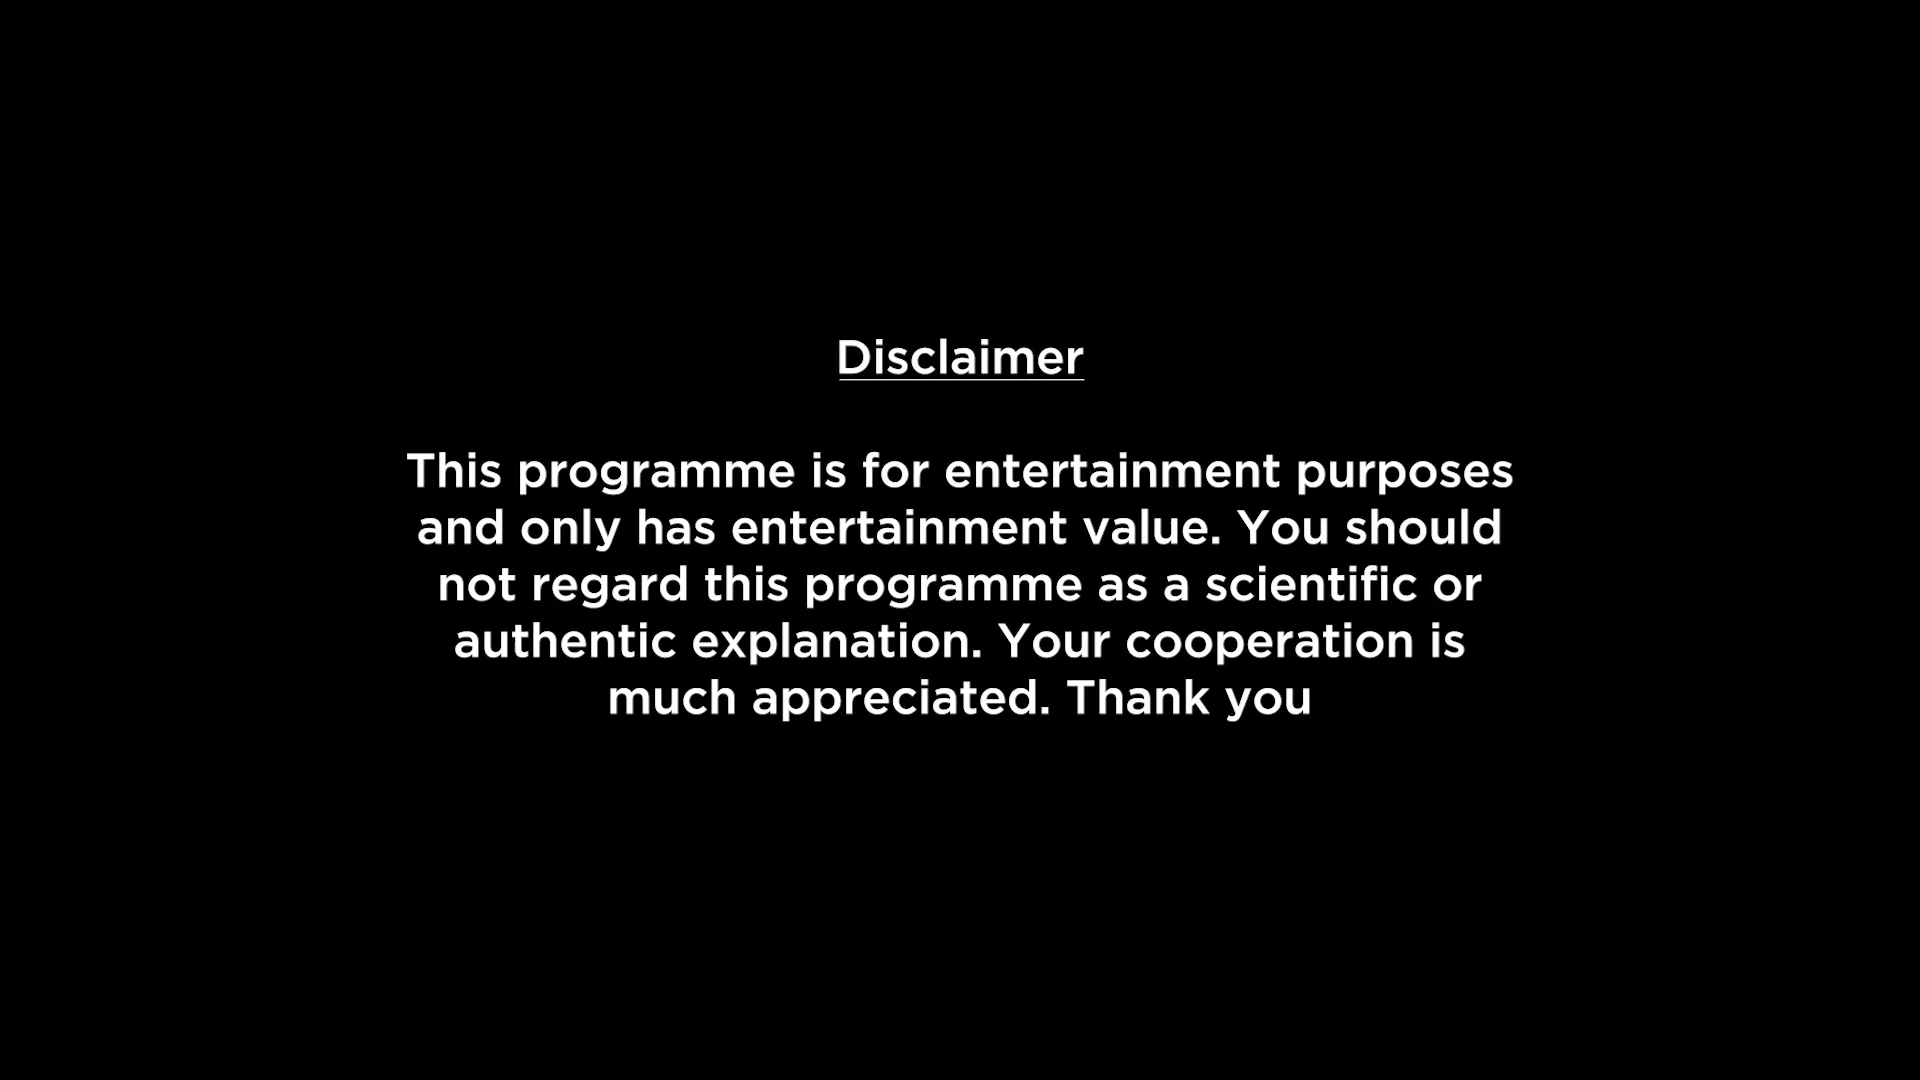 Disclaimer
This programme is for entertainment purposes
and only has entertainment value. You should
not regard this programme as a scientific or
authentic explanation. Your cooperation is
much appreciated. Thank you